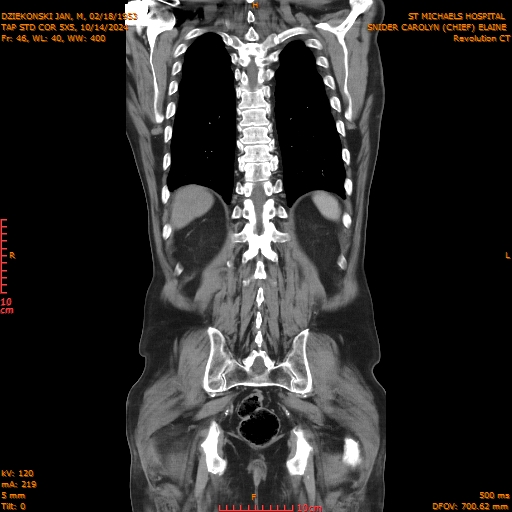 DZIEKONSKI JAN, M, 02/18/1953
TAP STD COR 5X5, 10/14/2024
Fr: 46, WL: 40, WW: 400
H
ST MICHAELS HOSPITAL
SNIDER CAROLYN (CHIEF) ELAINE
Revolution CT
R
L
10
cm
kV: 120
mA: 219
5 mm
Tilt: 0
F
10cm
500 ms
DFOV: 700.62 mm